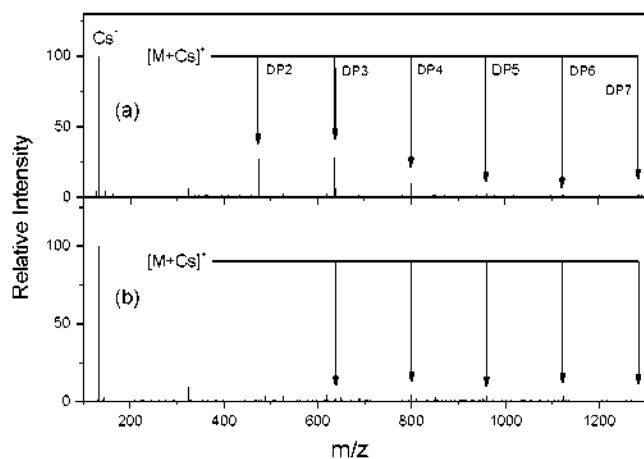 Cs⁺
[M+Cs]⁺
DP2
DP3
DP4
DP5
DP6
DP7
100
(a)
50
0
Relative Intensity
[M+Cs]⁺
100
(b)
50
0
200
400
600
800
1000
1200
m/z